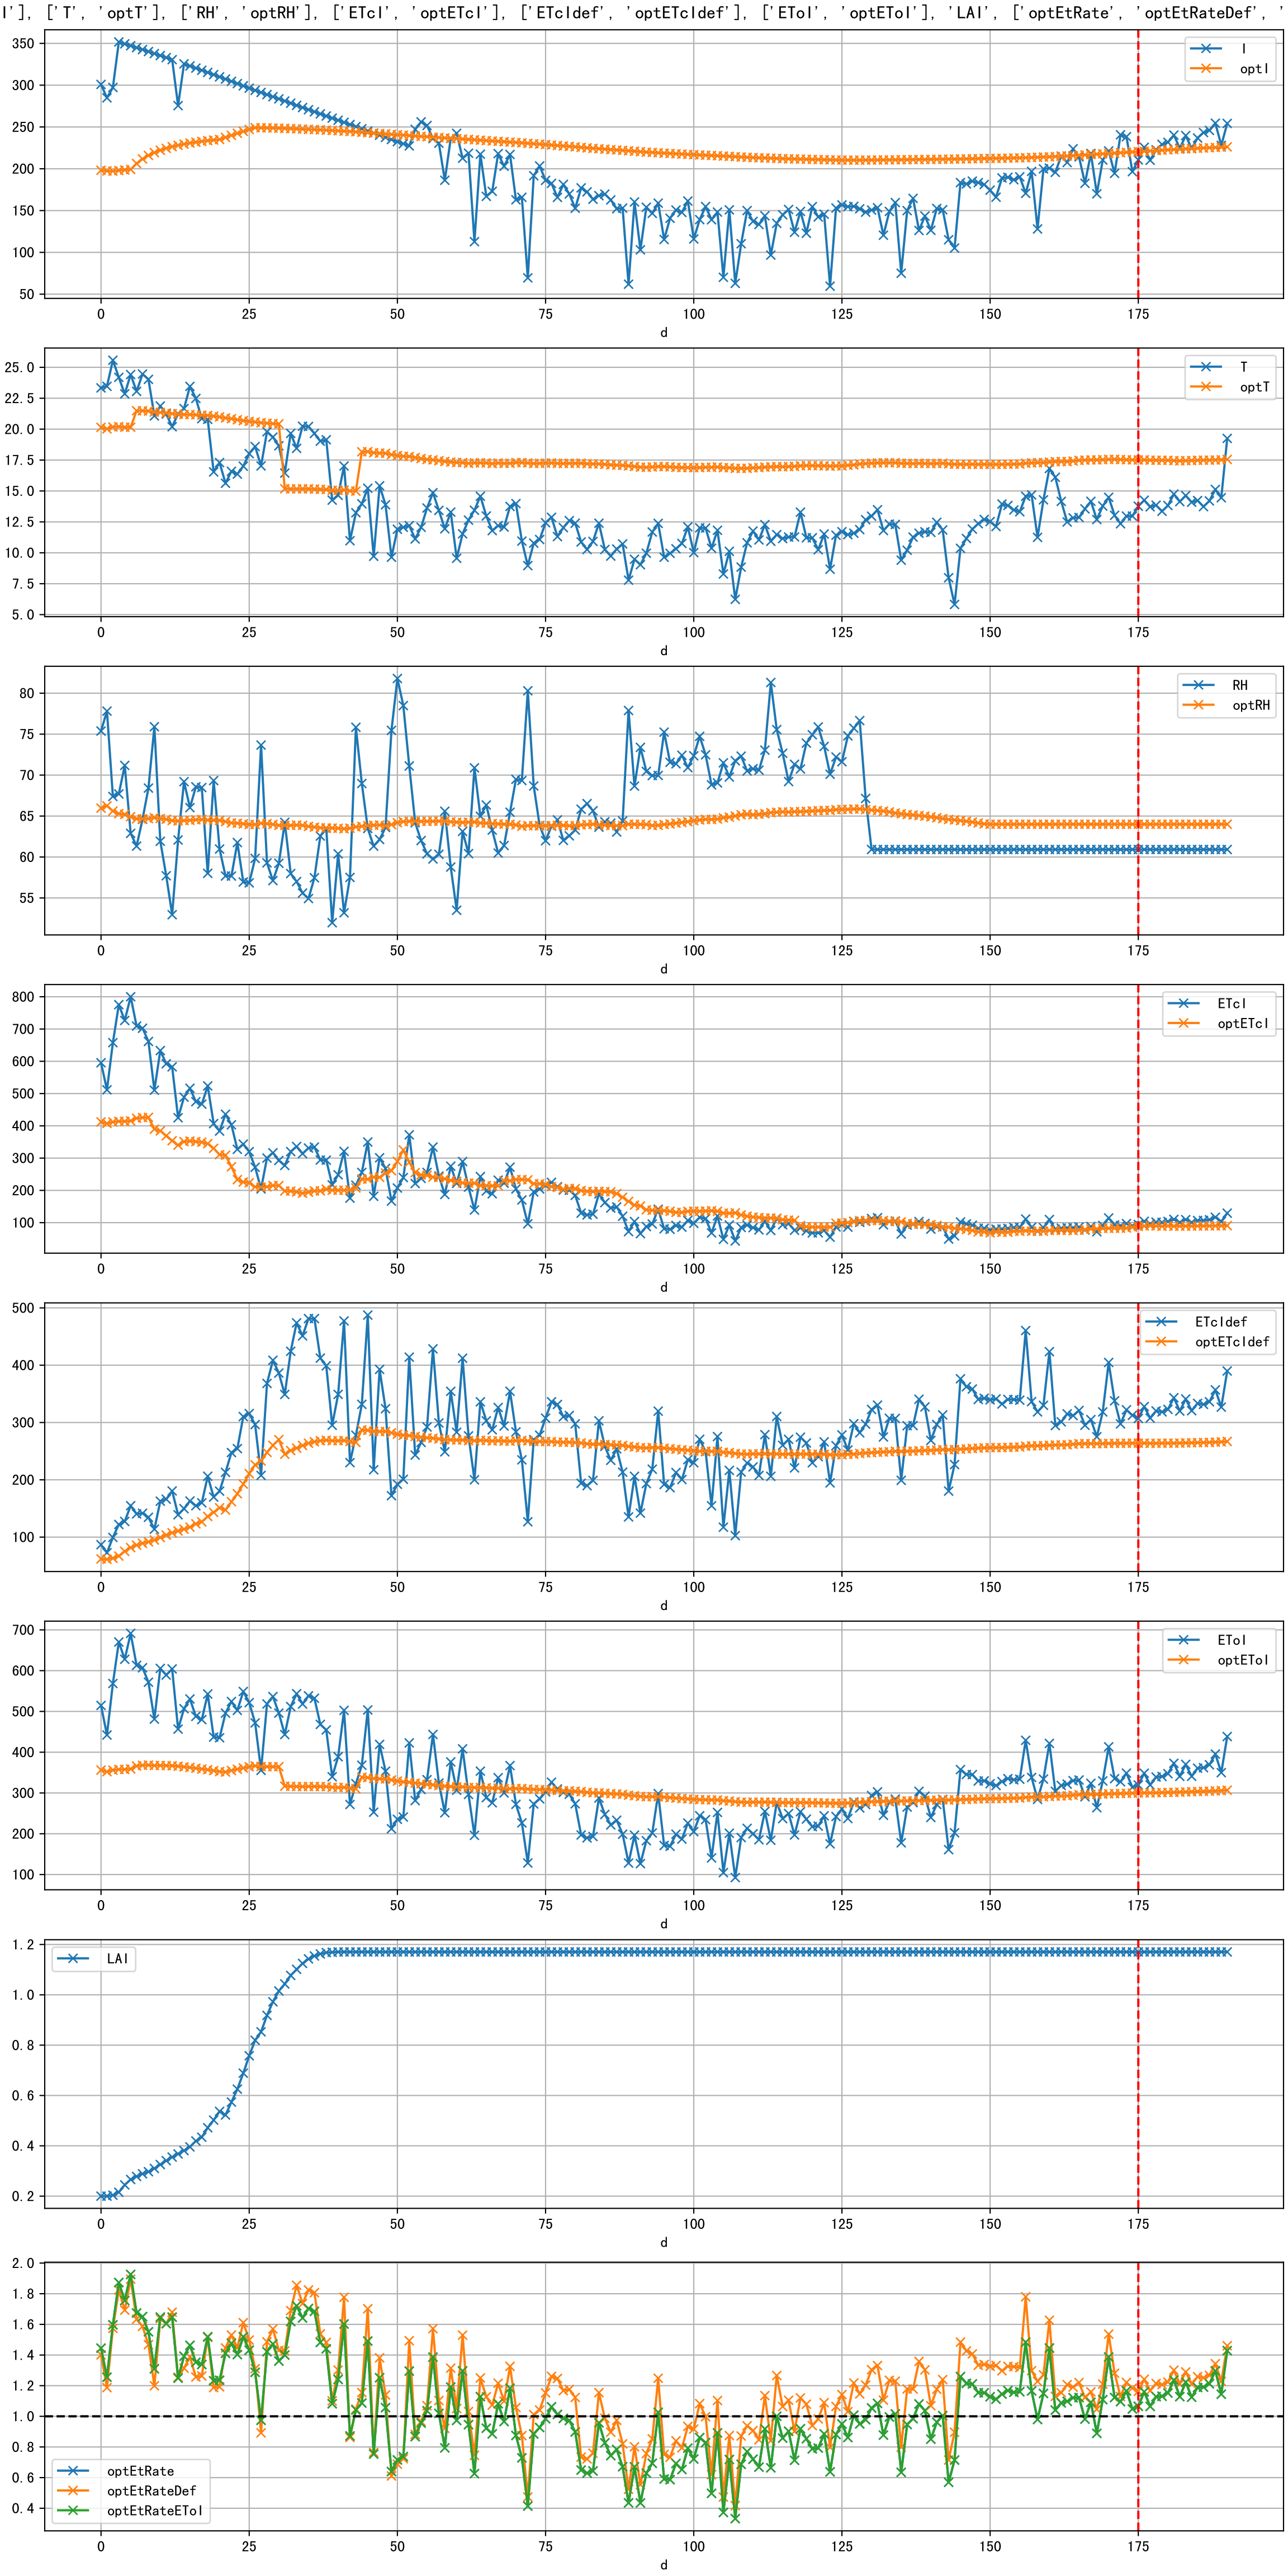 I'], ['T', 'optT'], ['RH', 'optRH'], ['ETcI', 'optETcI'], ['ETcIdef', 'optETcIdef'], ['EToI', 'optEToI'], 'LAI', ['optEtRate', 'optEtRateDef', '
350
300
250
200
150
100
50
I
optI
0 25 50 75 100 125 150 175
d
25.0
22.5
20.0
17.5
15.0
12.5
10.0
7.5
5.0
T
optT
0 25 50 75 100 125 150 175
d
80
75
70
65
60
55
RH
optRH
0 25 50 75 100 125 150 175
d
800
700
600
500
400
300
200
100
ETcI
optETcI
0 25 50 75 100 125 150 175
d
500
400
300
200
100
ETcIdef
optETcIdef
0 25 50 75 100 125 150 175
d
700
600
500
400
300
200
100
EToI
optEToI
0 25 50 75 100 125 150 175
d
1.2
1.0
0.8
0.6
0.4
0.2
LAI
0 25 50 75 100 125 150 175
d
2.0
1.8
1.6
1.4
1.2
1.0
0.8
0.6
0.4
optEtRate
optEtRateDef
optEtRateEToI
0 25 50 75 100 125 150 175
d